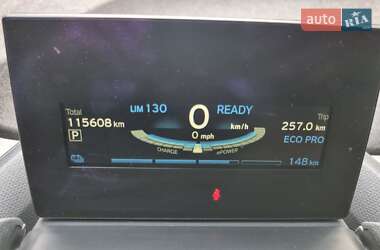 auto RIA.com
Total
115608 km
P
UM 130
0
READY
km/h
0 mph
Trip
257.0 km
ECO PRO
CHARGE
ePOWER
148 km